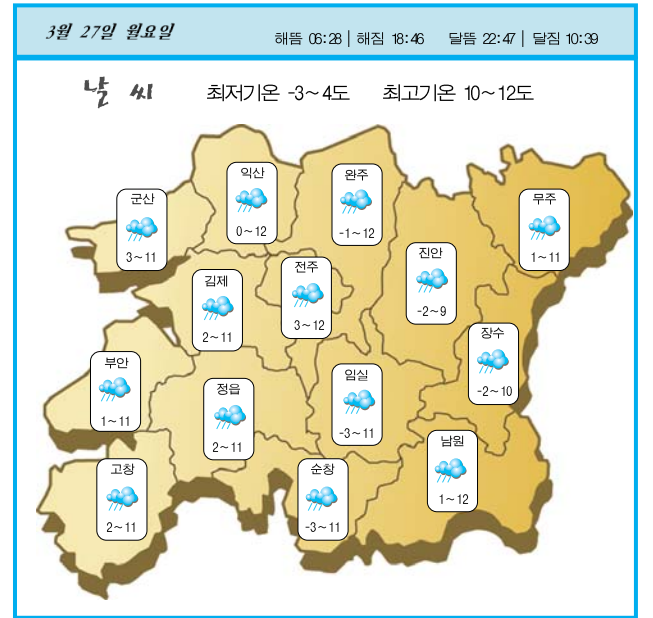 3월 27일 월요일
해뜸 06:28 | 해짐 18:46 달뜸 22:47 | 달짐 10:39
날 씨 최저기온 -3~4도 최고기온 10~12도
익산
0~12
완주
-1~12
군산
3~11
무주
1~11
진안
-2~9
전주
3~12
김제
2~11
장수
-2~10
부안
1~11
임실
-3~11
정읍
2~11
남원
1~12
고창
2~11
순창
-3~11